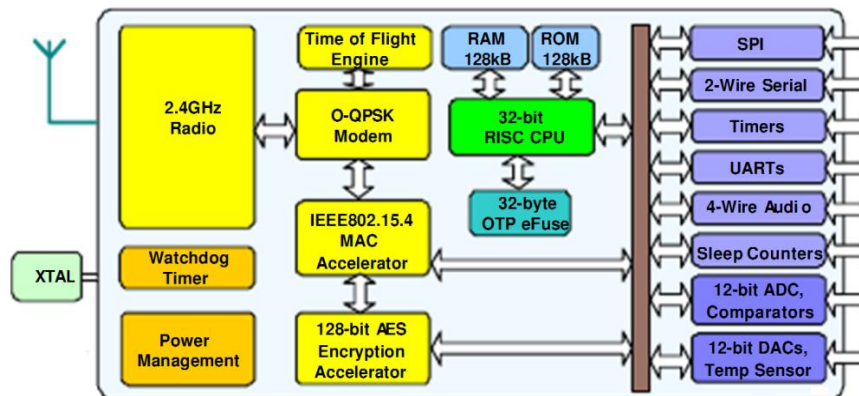 2.4GHz
Radio
Time of Flight
Engine
O-QPSK
Modem
IEEE802.15.4
MAC
Accelerator
128-bit AES
Encryption
Accelerator
XTAL
Watchdog
Timer
Power
Management
RAM
128kB
ROM
128kB
32-bit
RISC CPU
32-byte
OTP eFuse
SPI
2-Wire Serial
Timers
UARTs
4-Wire Audio
Sleep Counters
12-bit ADC,
Comparators
12-bit DACs,
Temp Sensor